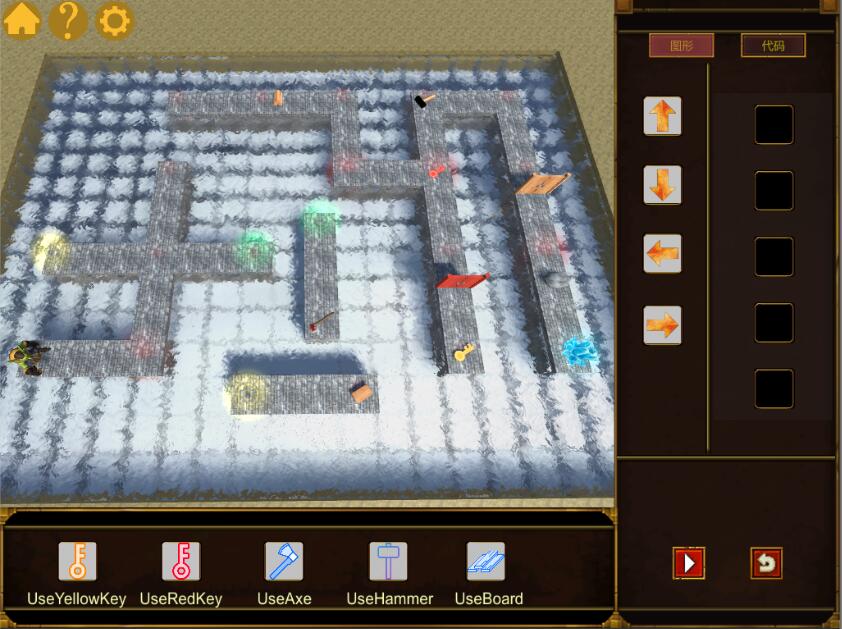 图形
代码
UseYellowKey
UseRedKey
UseAxe
UseHammer
UseBoard